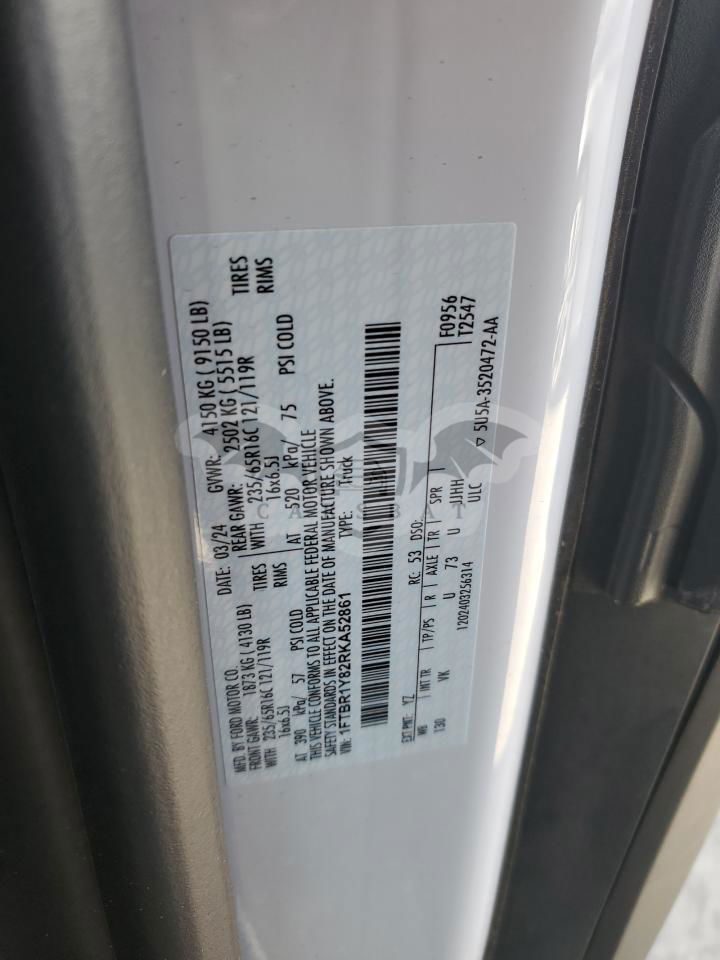 MFD. BY FORD MOTOR CO.
DATE: 03/24 GVWR: 4150 KG ( 9150 LB)
FRONT GAWR: 1873 KG ( 4130 LB) REAR GAWR: 2502 KG ( 5515 LB)
WITH 235/65R16C 121/119R TIRES WITH 235/65R16C 121/119R TIRES
16x6.5J RIMS 16x6.5J RIMS
AT 390 kPa/ 57 PSI COLD AT 520 kPa/ 75 PSI COLD
THIS VEHICLE CONFORMS TO ALL APPLICABLE FEDERAL MOTOR VEHICLE
SAFETY STANDARDS IN EFFECT ON THE DATE OF MANUFACTURE SHOWN ABOVE.
VIN: 1FTBR1Y82RKA52861 TYPE: Truck
EXT PNT: YZ RC: 53 DSO: F0956
WB INT TR TP/PS R AXLE TR SPR T2547
130 VK U 73 U UJHH
1202403256314 ULC
▽ 5U5A-3520472-AA
CARSBAT